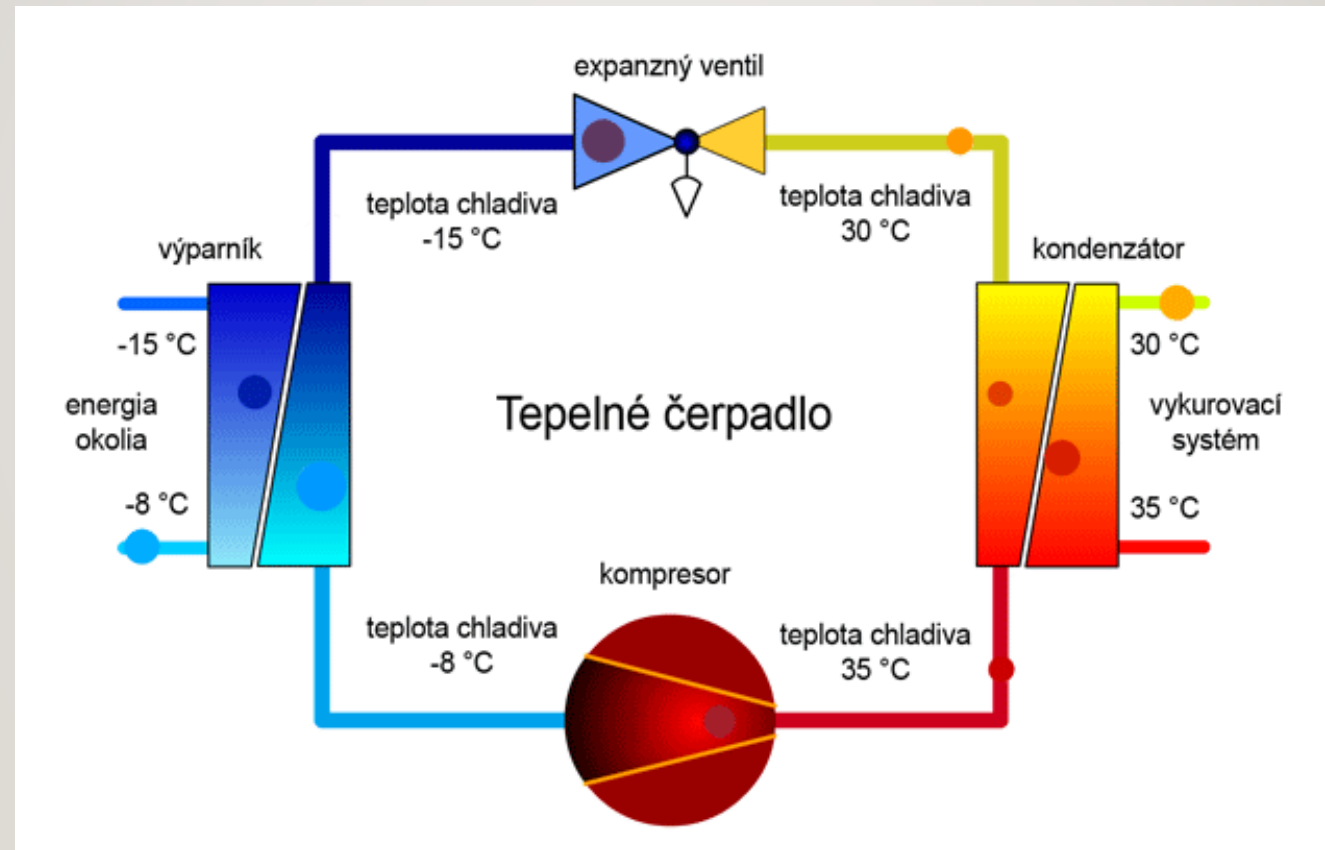 expanzný ventil
teplota chladiva
-15 °C
teplota chladiva
30 °C
výparník
kondenzátor
-15 °C
30 °C
energia
okolia
Tepelné čerpadlo
vykurovací
systém
-8 °C
35 °C
kompresor
teplota chladiva
-8 °C
teplota chladiva
35 °C